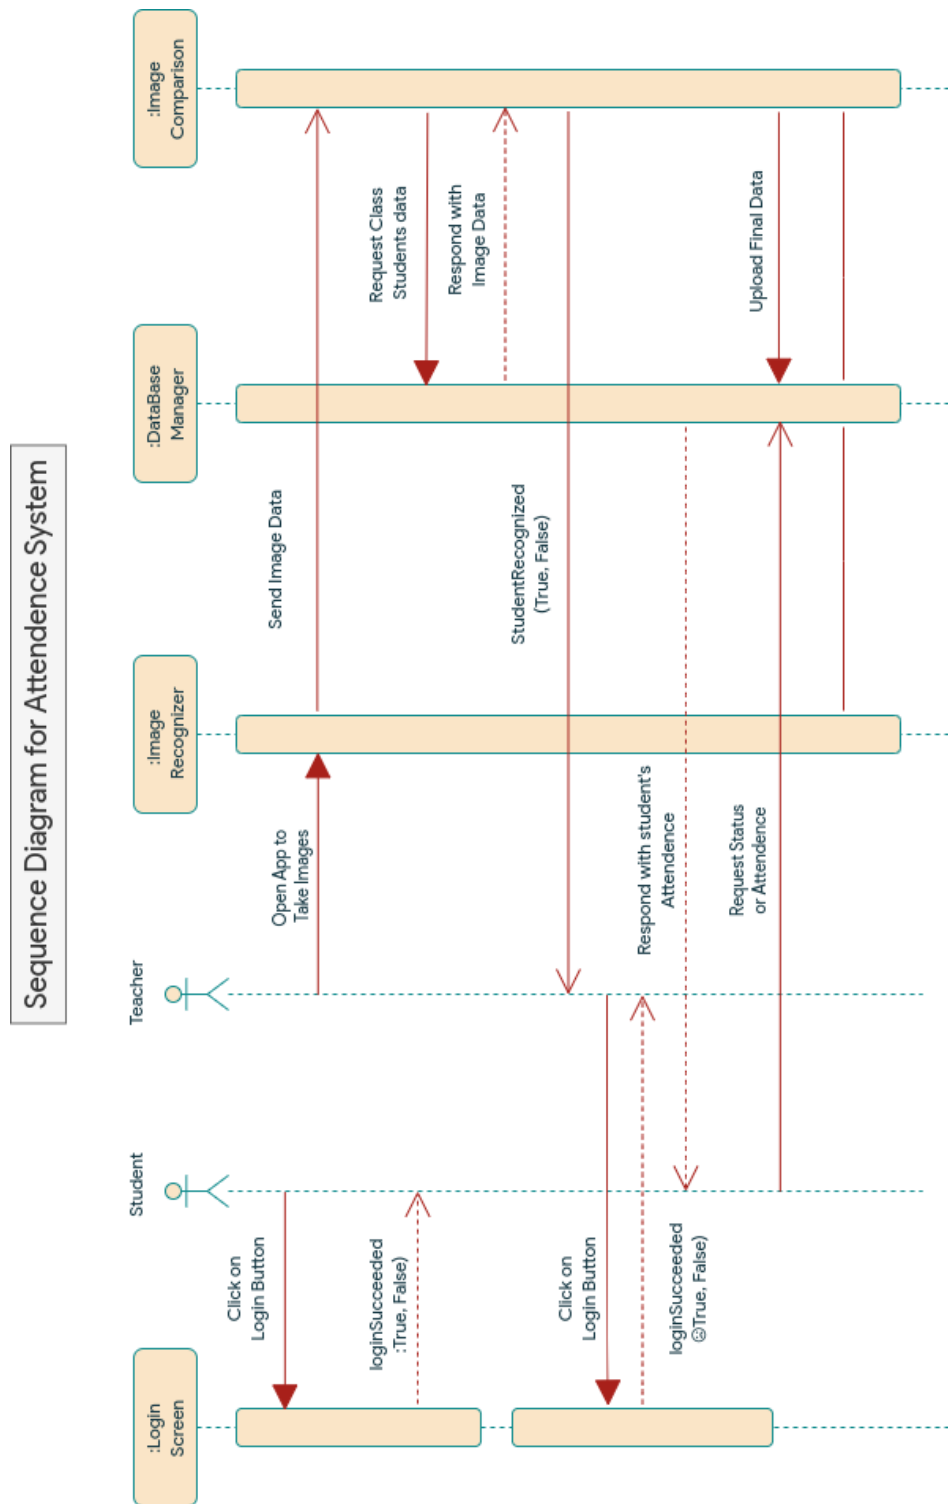 Sequence Diagram for Attendence System
:Login
Screen
Student
Teacher
:Image
Recognizer
:DataBase
Manager
:Image
Comparison
Click on
Login Button
Open App to
Take Images
Send Image Data
loginSucceeded
:True, False)
Request Class
Students data
Respond with
Image Data
StudentRecognized
(True, False)
Click on
Login Button
loginSucceeded
☹True, False)
Respond with student's
Attendence
Request Status
or Attendence
Upload Final Data